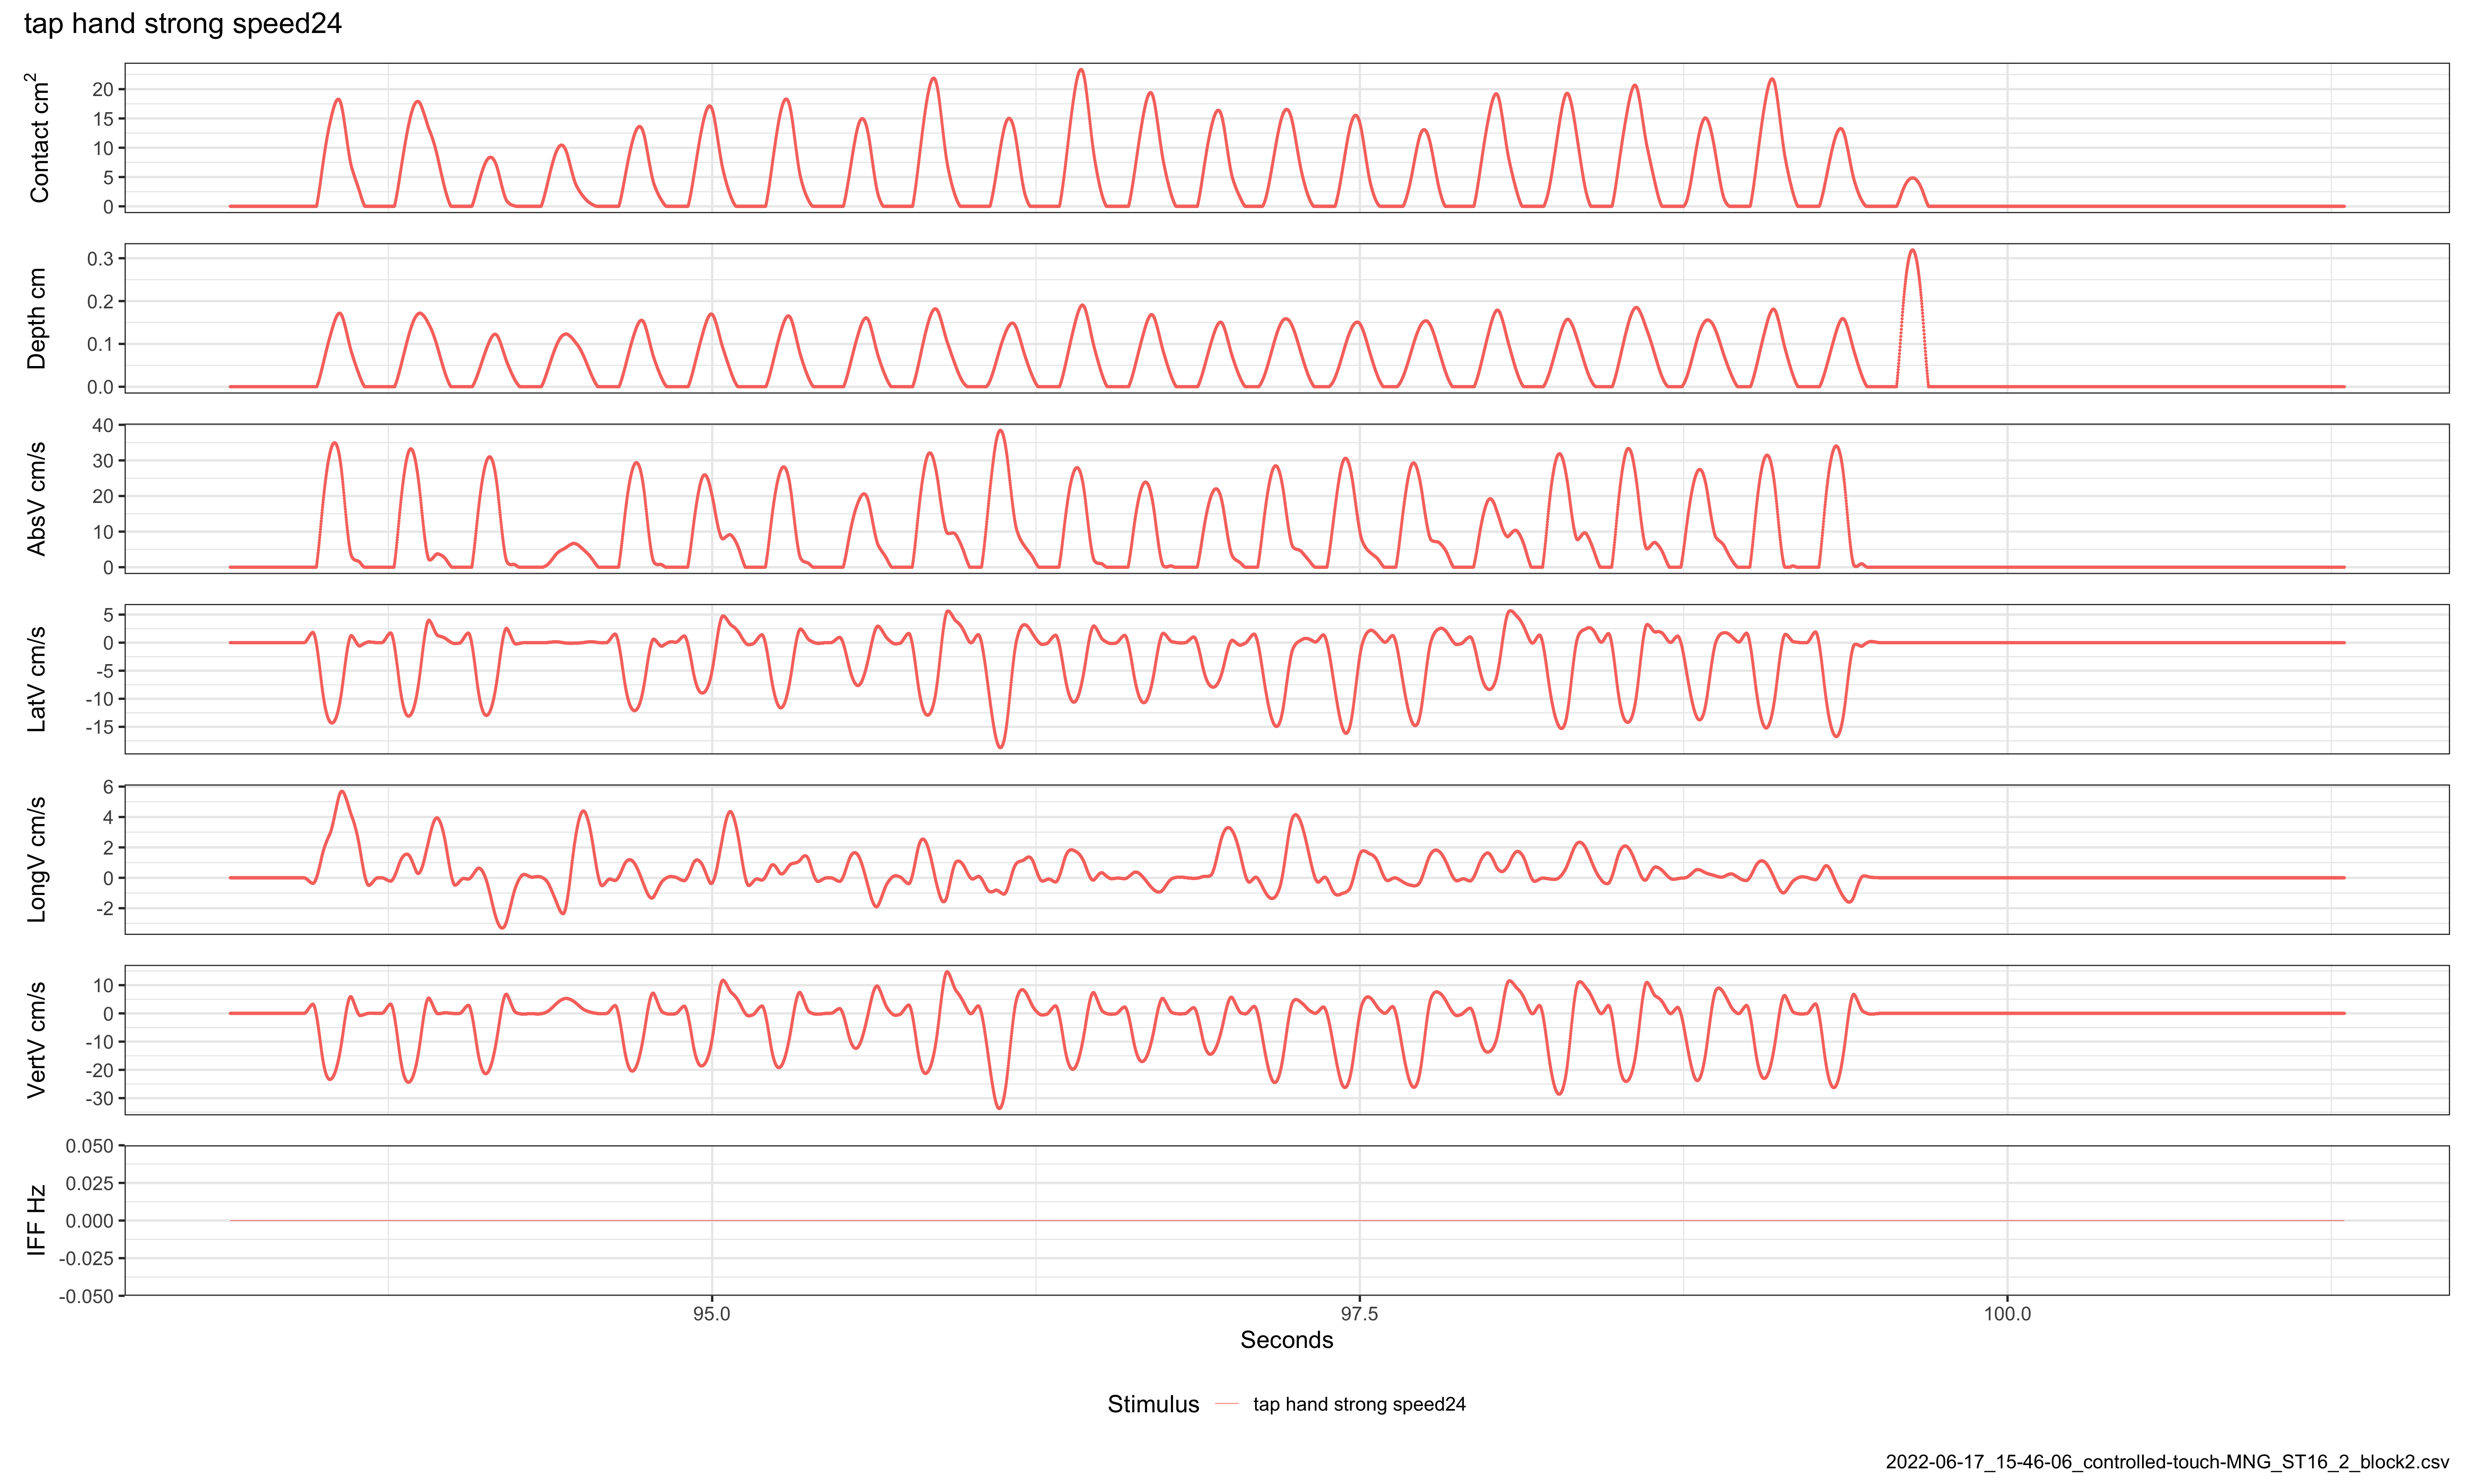 tap hand strong speed24
Contact cm²
20
15
10
5
0
Depth cm
0.3
0.2
0.1
0.0
AbsV cm/s
40
30
20
10
0
LatV cm/s
5
0
-5
-10
-15
LongV cm/s
6
4
2
0
-2
VertV cm/s
10
0
-10
-20
-30
IFF Hz
0.050
0.025
0.000
-0.025
-0.050
95.0 97.5 100.0
Seconds
Stimulus tap hand strong speed24
2022-06-17_15-46-06_controlled-touch-MNG_ST16_2_block2.csv